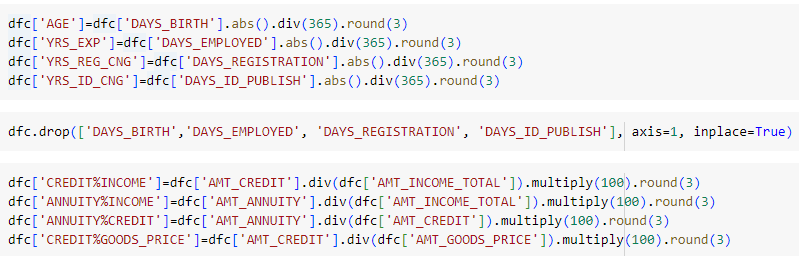 dfc['AGE']=dfc['DAYS_BIRTH'].abs().div(365).round(3)
dfc['YRS_EXP']=dfc['DAYS_EMPLOYED'].abs().div(365).round(3)
dfc['YRS_REG_CNG']=dfc['DAYS_REGISTRATION'].abs().div(365).round(3)
dfc['YRS_ID_CNG']=dfc['DAYS_ID_PUBLISH'].abs().div(365).round(3)
dfc.drop(['DAYS_BIRTH','DAYS_EMPLOYED', 'DAYS_REGISTRATION', 'DAYS_ID_PUBLISH'], axis=1, inplace=True)
dfc['CREDIT%INCOME']=dfc['AMT_CREDIT'].div(dfc['AMT_INCOME_TOTAL']).multiply(100).round(3)
dfc['ANNUITY%INCOME']=dfc['AMT_ANNUITY'].div(dfc['AMT_INCOME_TOTAL']).multiply(100).round(3)
dfc['ANNUITY%CREDIT']=dfc['AMT_ANNUITY'].div(dfc['AMT_CREDIT']).multiply(100).round(3)
dfc['CREDIT%GOODS_PRICE']=dfc['AMT_CREDIT'].div(dfc['AMT_GOODS_PRICE']).multiply(100).round(3)